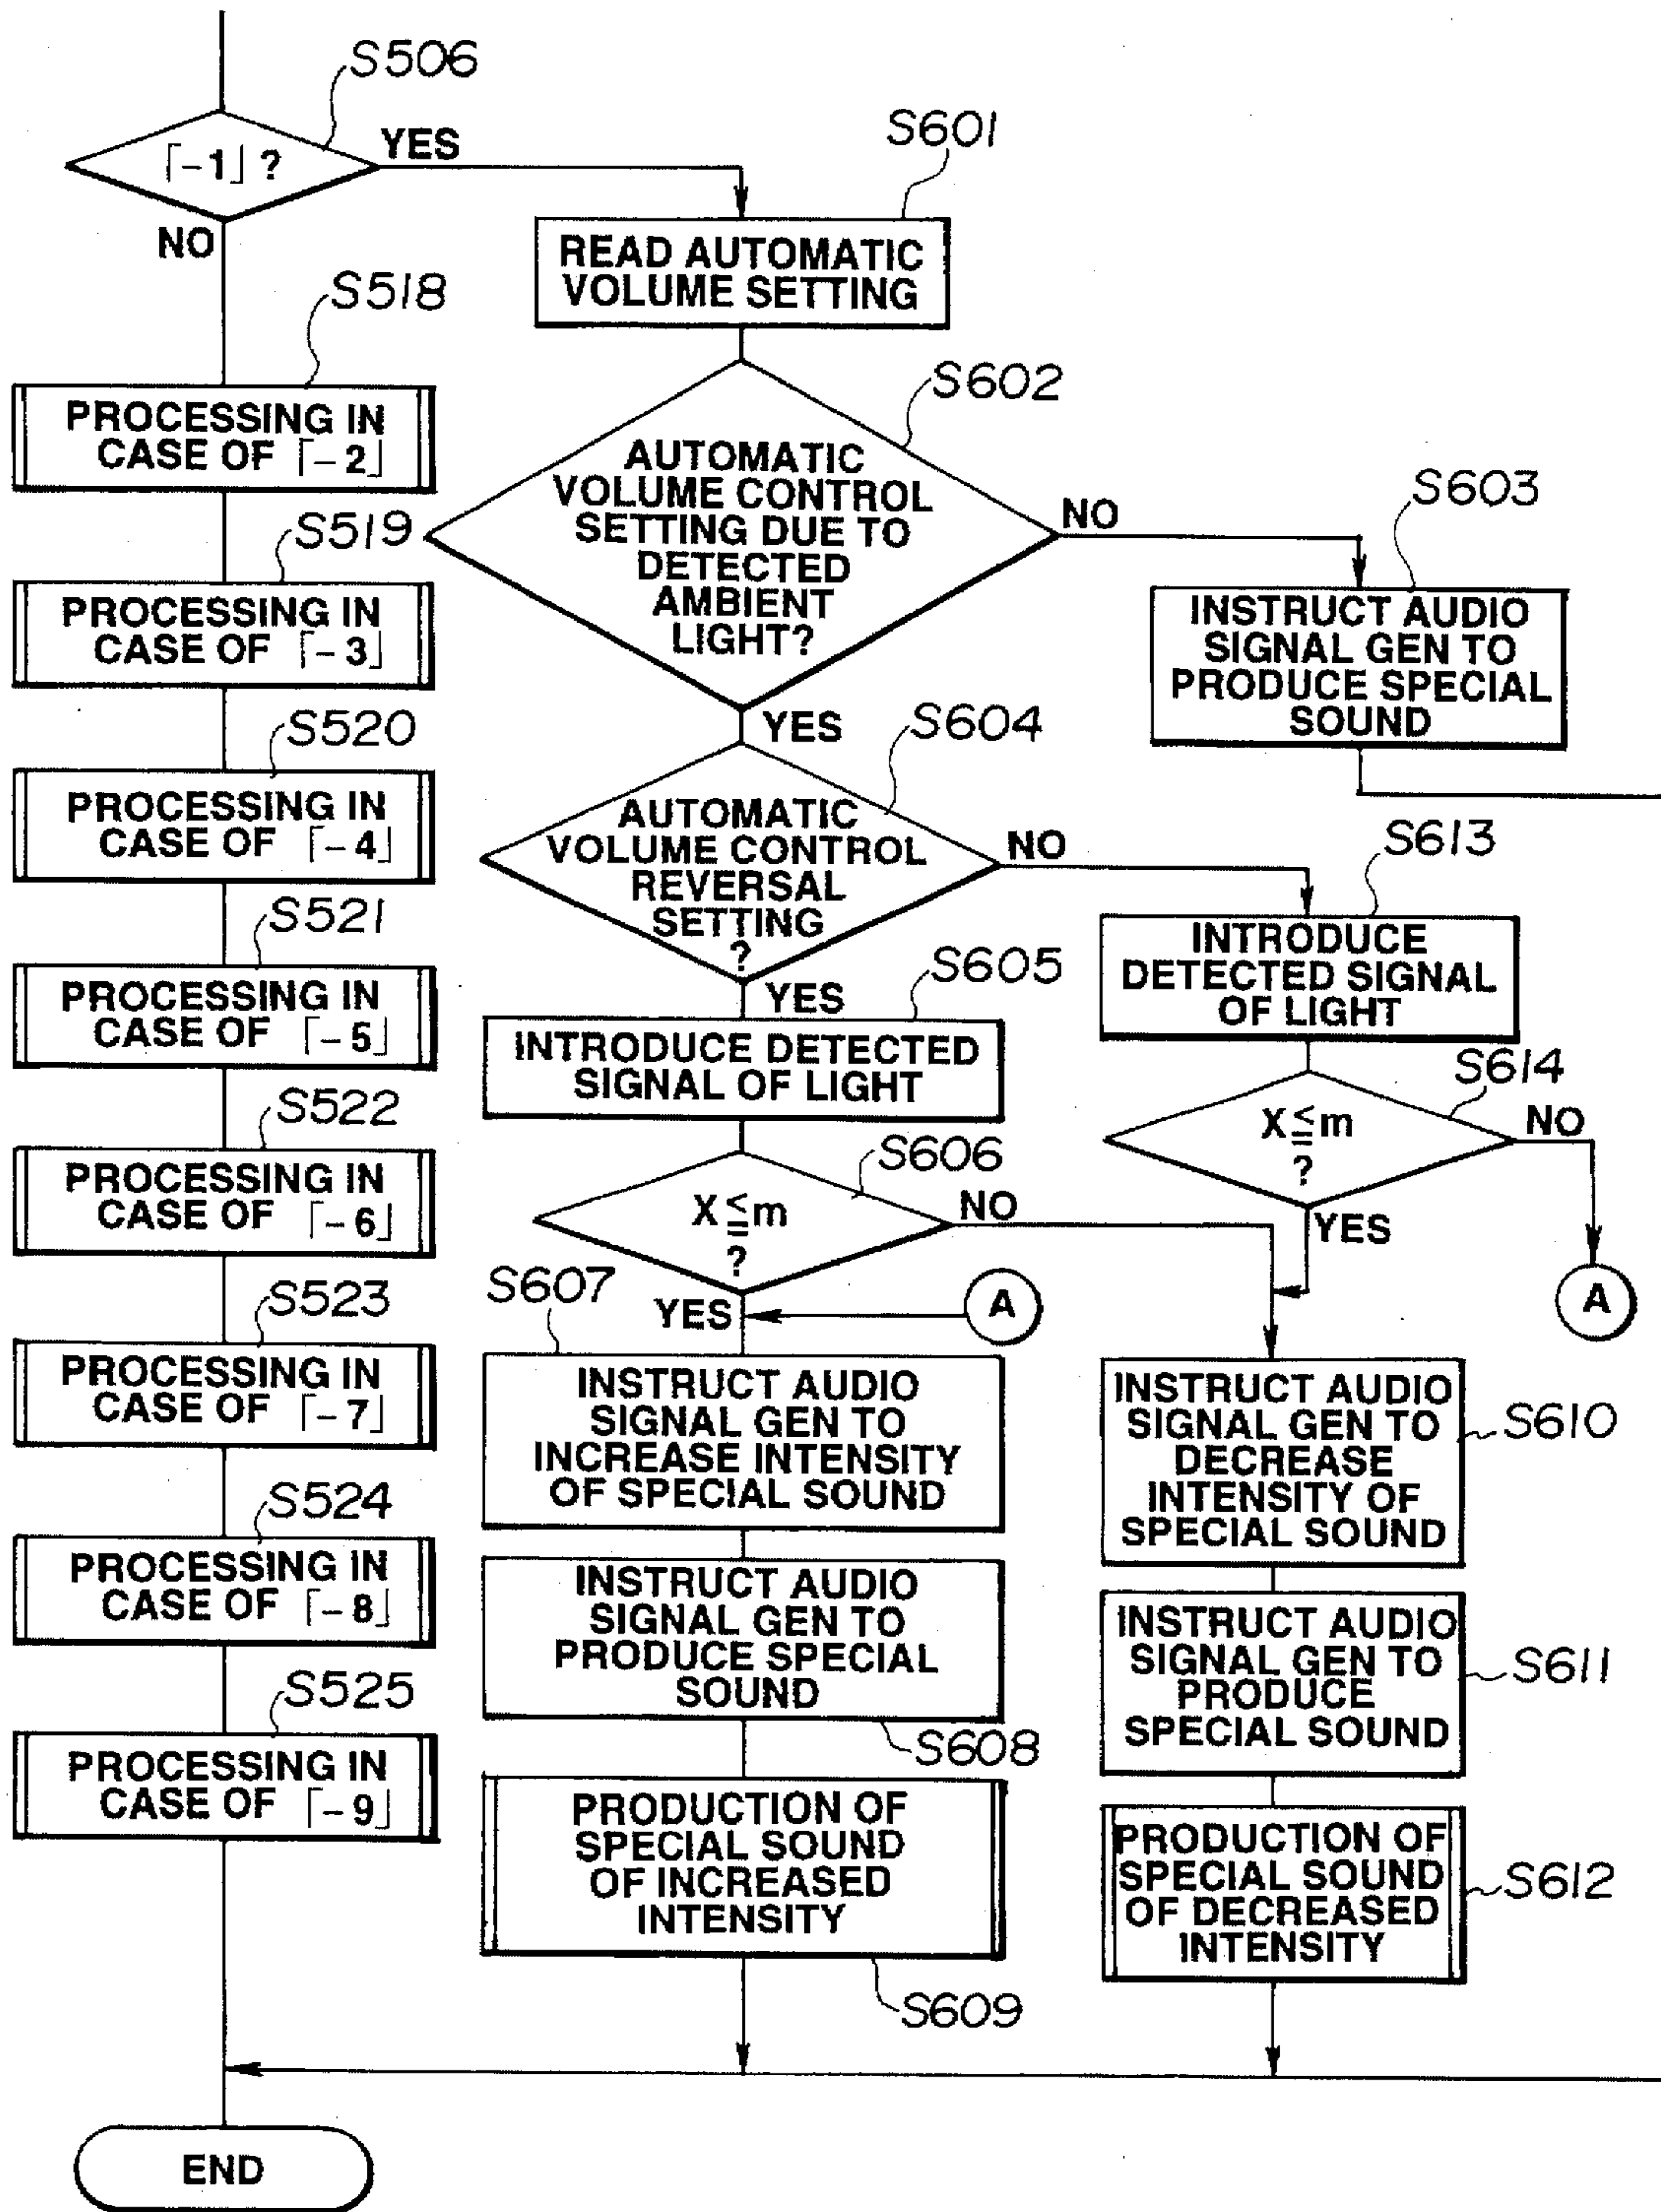 S506
⌈-1⌋ ?
YES
NO
S518
PROCESSING IN
CASE OF ⌈-2⌋
S519
PROCESSING IN
CASE OF ⌈-3⌋
S520
PROCESSING IN
CASE OF ⌈-4⌋
S521
PROCESSING IN
CASE OF ⌈-5⌋
S522
PROCESSING IN
CASE OF ⌈-6⌋
S523
PROCESSING IN
CASE OF ⌈-7⌋
S524
PROCESSING IN
CASE OF ⌈-8⌋
S525
PROCESSING IN
CASE OF ⌈-9⌋
END
S601
READ AUTOMATIC
VOLUME SETTING
S602
AUTOMATIC
VOLUME CONTROL
SETTING DUE TO
DETECTED
AMBIENT
LIGHT?
NO
YES
S603
INSTRUCT AUDIO
SIGNAL GEN TO
PRODUCE SPECIAL
SOUND
S604
AUTOMATIC
VOLUME CONTROL
REVERSAL
SETTING
?
NO
YES
S605
INTRODUCE DETECTED
SIGNAL OF LIGHT
S606
X≦m
?
NO
YES
A
S607
INSTRUCT AUDIO
SIGNAL GEN TO
INCREASE INTENSITY
OF SPECIAL SOUND
INSTRUCT AUDIO
SIGNAL GEN TO
PRODUCE SPECIAL
SOUND
S608
PRODUCTION OF
SPECIAL SOUND
OF INCREASED
INTENSITY
S609
S613
INTRODUCE
DETECTED SIGNAL
OF LIGHT
S614
X≦m
?
NO
YES
A
INSTRUCT AUDIO
SIGNAL GEN TO
DECREASE
INTENSITY OF
SPECIAL SOUND
S610
INSTRUCT AUDIO
SIGNAL GEN TO
PRODUCE
SPECIAL SOUND
S611
PRODUCTION OF
SPECIAL SOUND
OF DECREASED
INTENSITY
S612